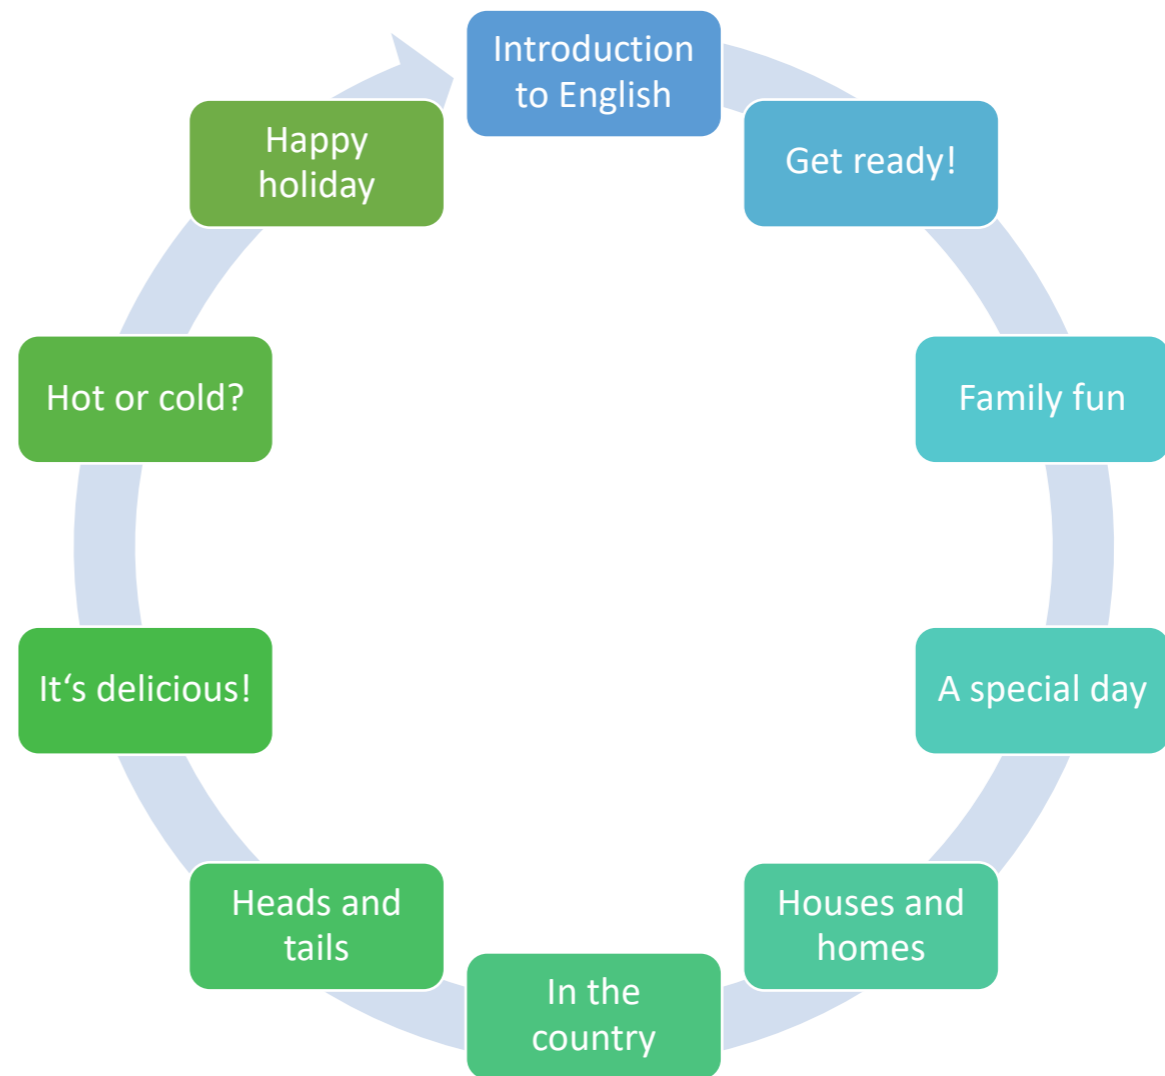 Introduction
to English
Get ready!
Family fun
A special day
Houses and
homes
In the
country
Heads and
tails
It‘s delicious!
Hot or cold?
Happy
holiday